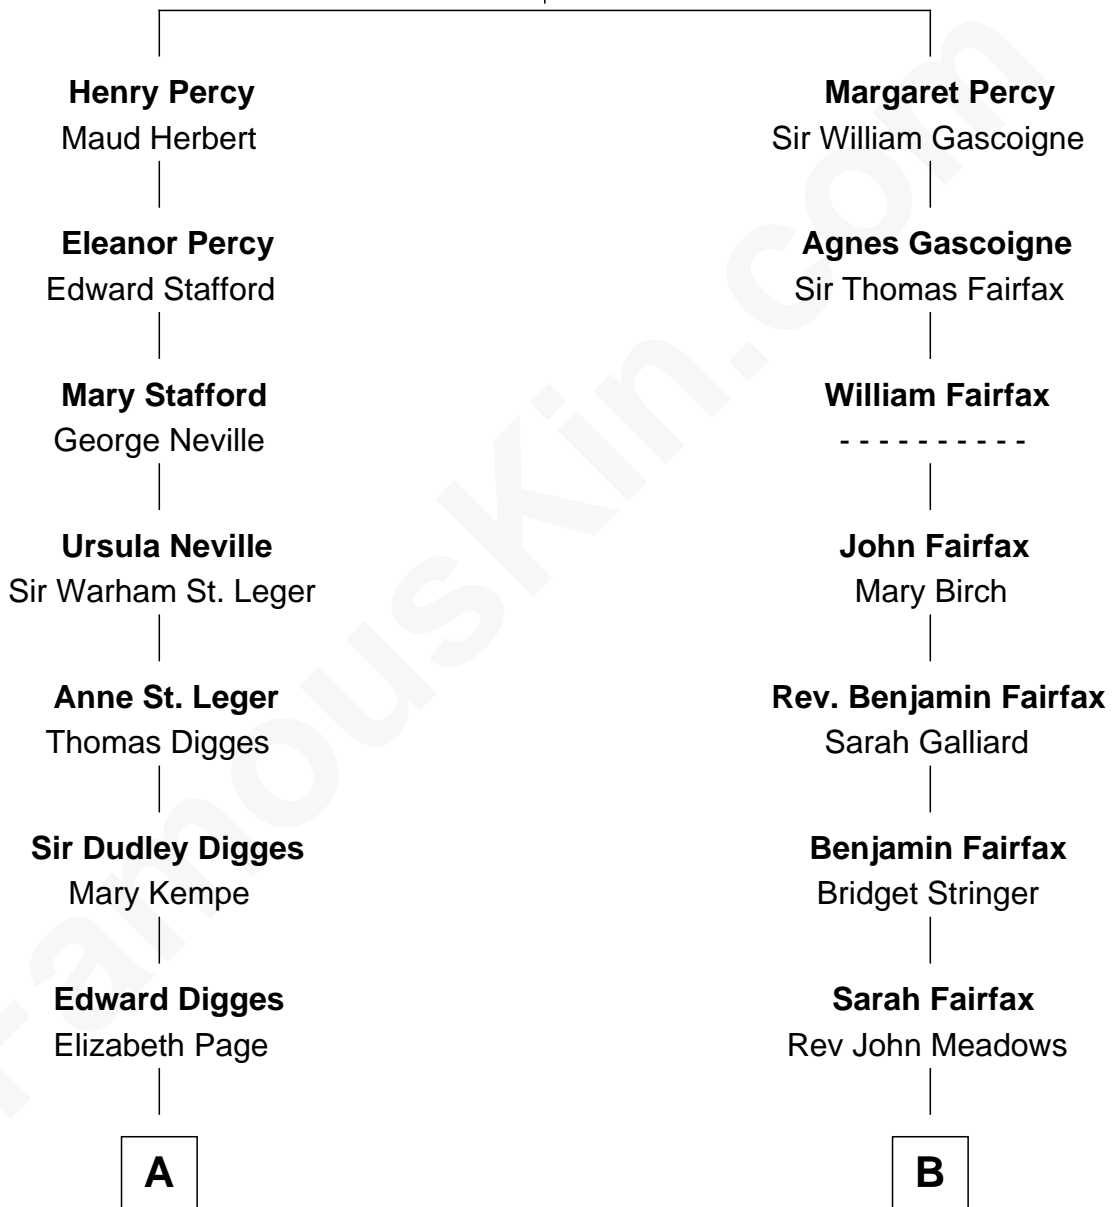 Henry Percy
Maud Herbert
Eleanor Percy
Edward Stafford
Mary Stafford
George Neville
Ursula Neville
Sir Warham St. Leger
Anne St. Leger
Thomas Digges
Sir Dudley Digges
Mary Kempe
Edward Digges
Elizabeth Page
A
Margaret Percy
Sir William Gascoigne
Agnes Gascoigne
Sir Thomas Fairfax
William Fairfax
- - - - - - - - - -
John Fairfax
Mary Birch
Rev. Benjamin Fairfax
Sarah Galliard
Benjamin Fairfax
Bridget Stringer
Sarah Fairfax
Rev John Meadows
B
FamousKin.com